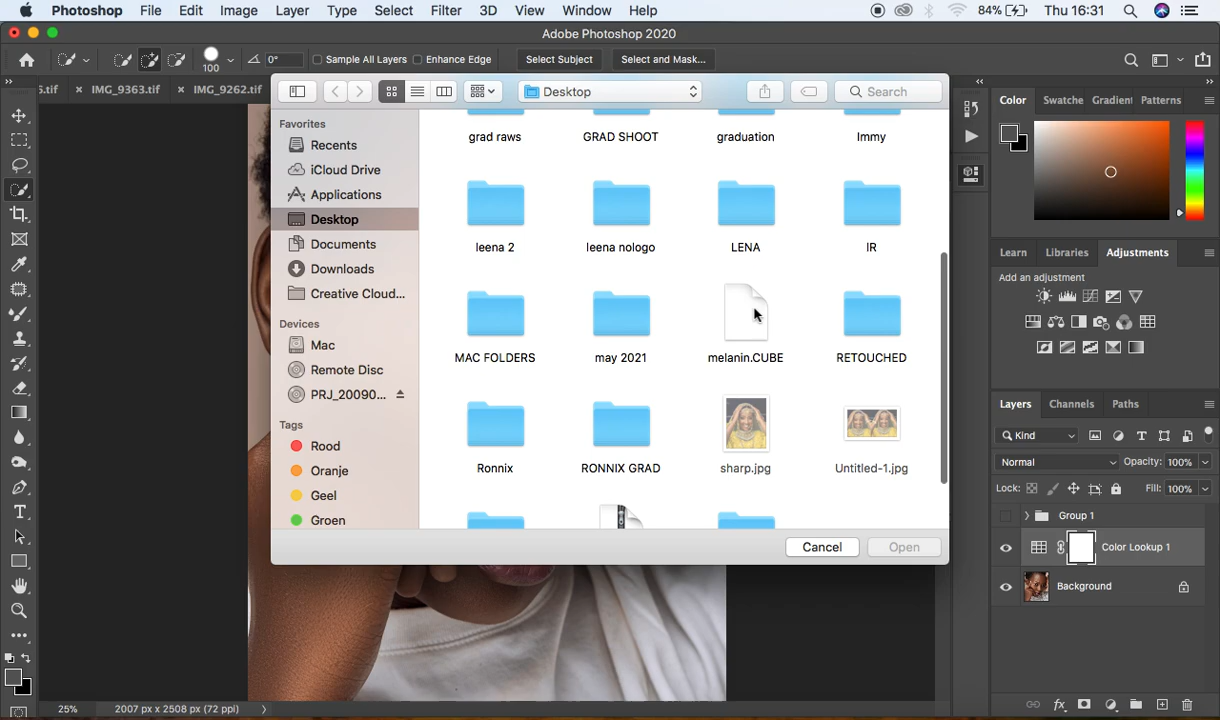 Photoshop File Edit Image Layer Type Select Filter 3D View Window Help 84% Thu 16:31
Adobe Photoshop 2020
100 0° Sample All Layers Enhance Edge Select Subject Select and Mask...
s.tif × IMG_9363.tif × IMG_9262.tif
Desktop Search
Favorites
Recents
iCloud Drive
Applications
Desktop
Documents
Downloads
Creative Cloud...
Devices
Mac
Remote Disc
PRJ_20090...
Tags
Rood
Oranje
Geel
Groen
grad raws GRAD SHOOT graduation Immy
leena 2 leena nologo LENA lR
MAC FOLDERS may 2021 melanin.CUBE RETOUCHED
Ronnix RONNIX GRAD sharp.jpg Untitled-1.jpg
Cancel Open
Color Swatche Gradient Patterns
Learn Libraries Adjustments
Add an adjustment
Layers Channels Paths
Kind
Normal Opacity: 100%
Lock: Fill: 100%
Group 1
Color Lookup 1
Background
25% 2007 px x 2508 px (72 ppi)